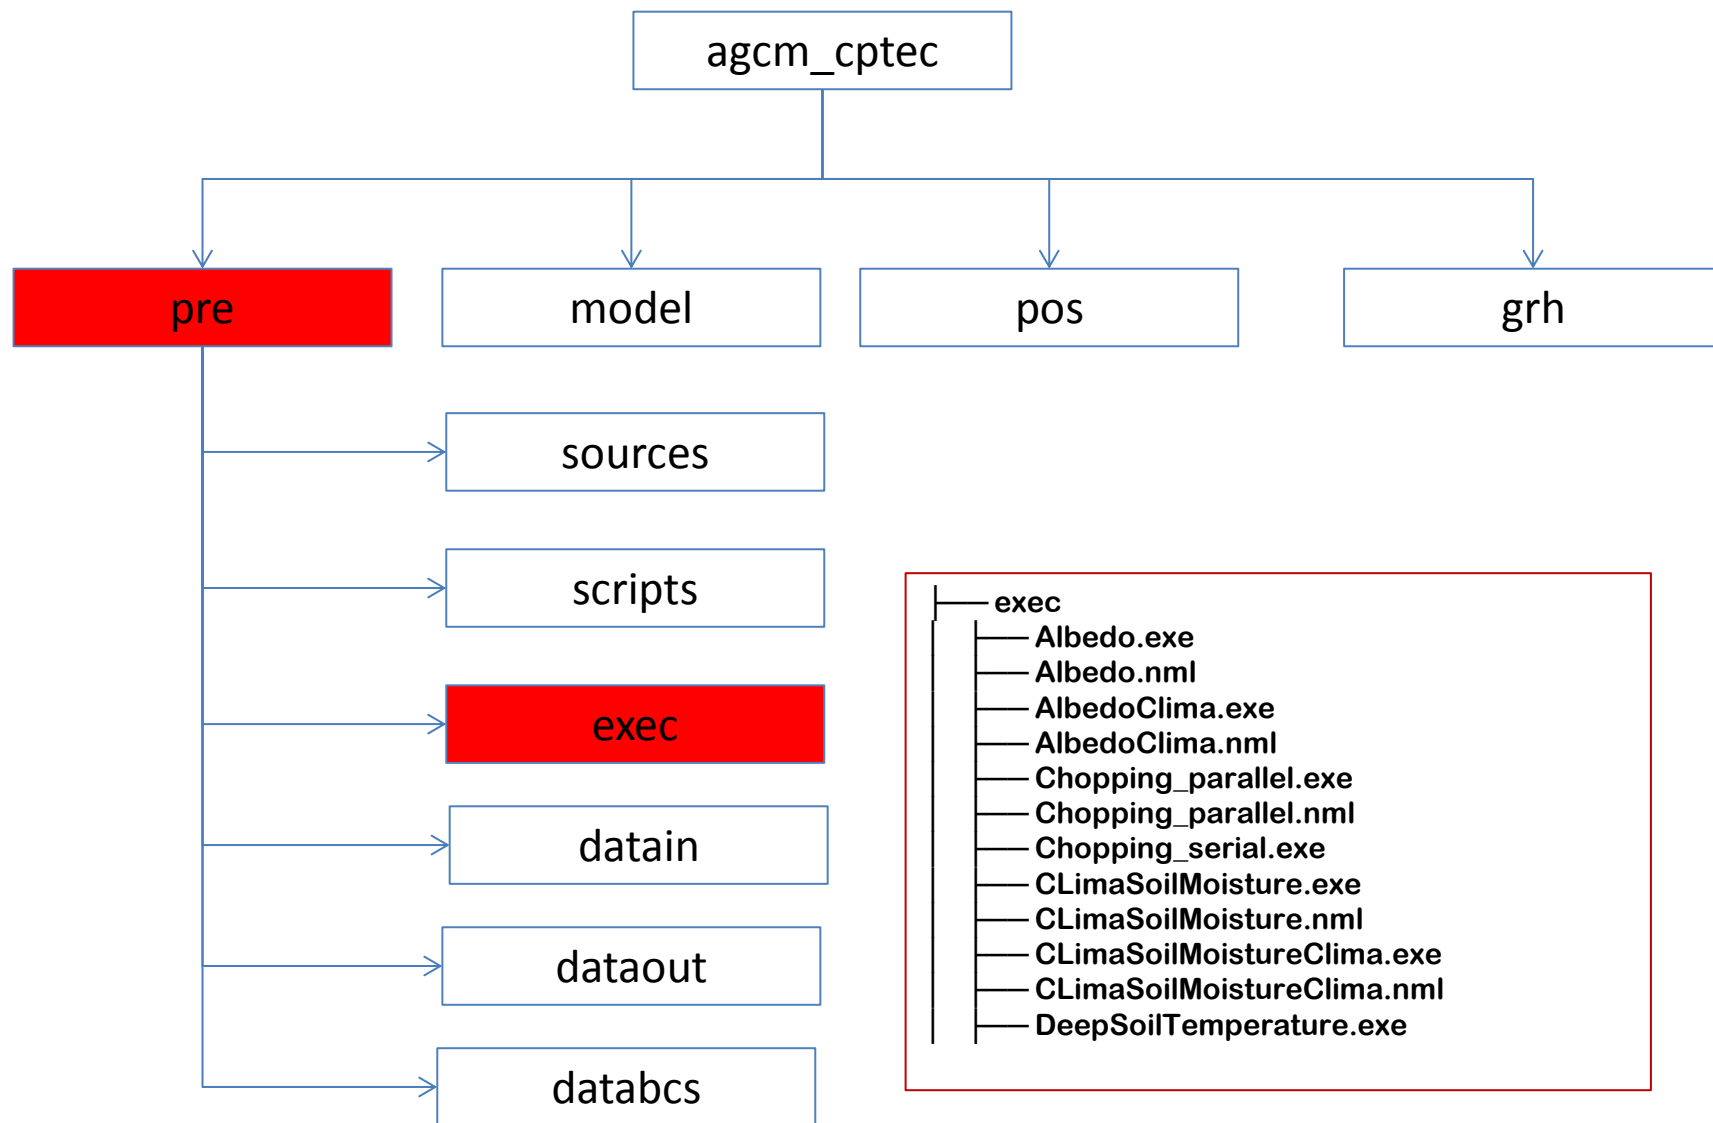 agcm_cptec
pre
model
pos
grh
sources
scripts
exec
datain
dataout
databcs
exec
Albedo.exe
Albedo.nml
AlbedoClima.exe
AlbedoClima.nml
Chopping_parallel.exe
Chopping_parallel.nml
Chopping_serial.exe
CLimaSoilMoisture.exe
CLimaSoilMoisture.nml
CLimaSoilMoistureClima.exe
CLimaSoilMoistureClima.nml
DeepSoilTemperature.exe